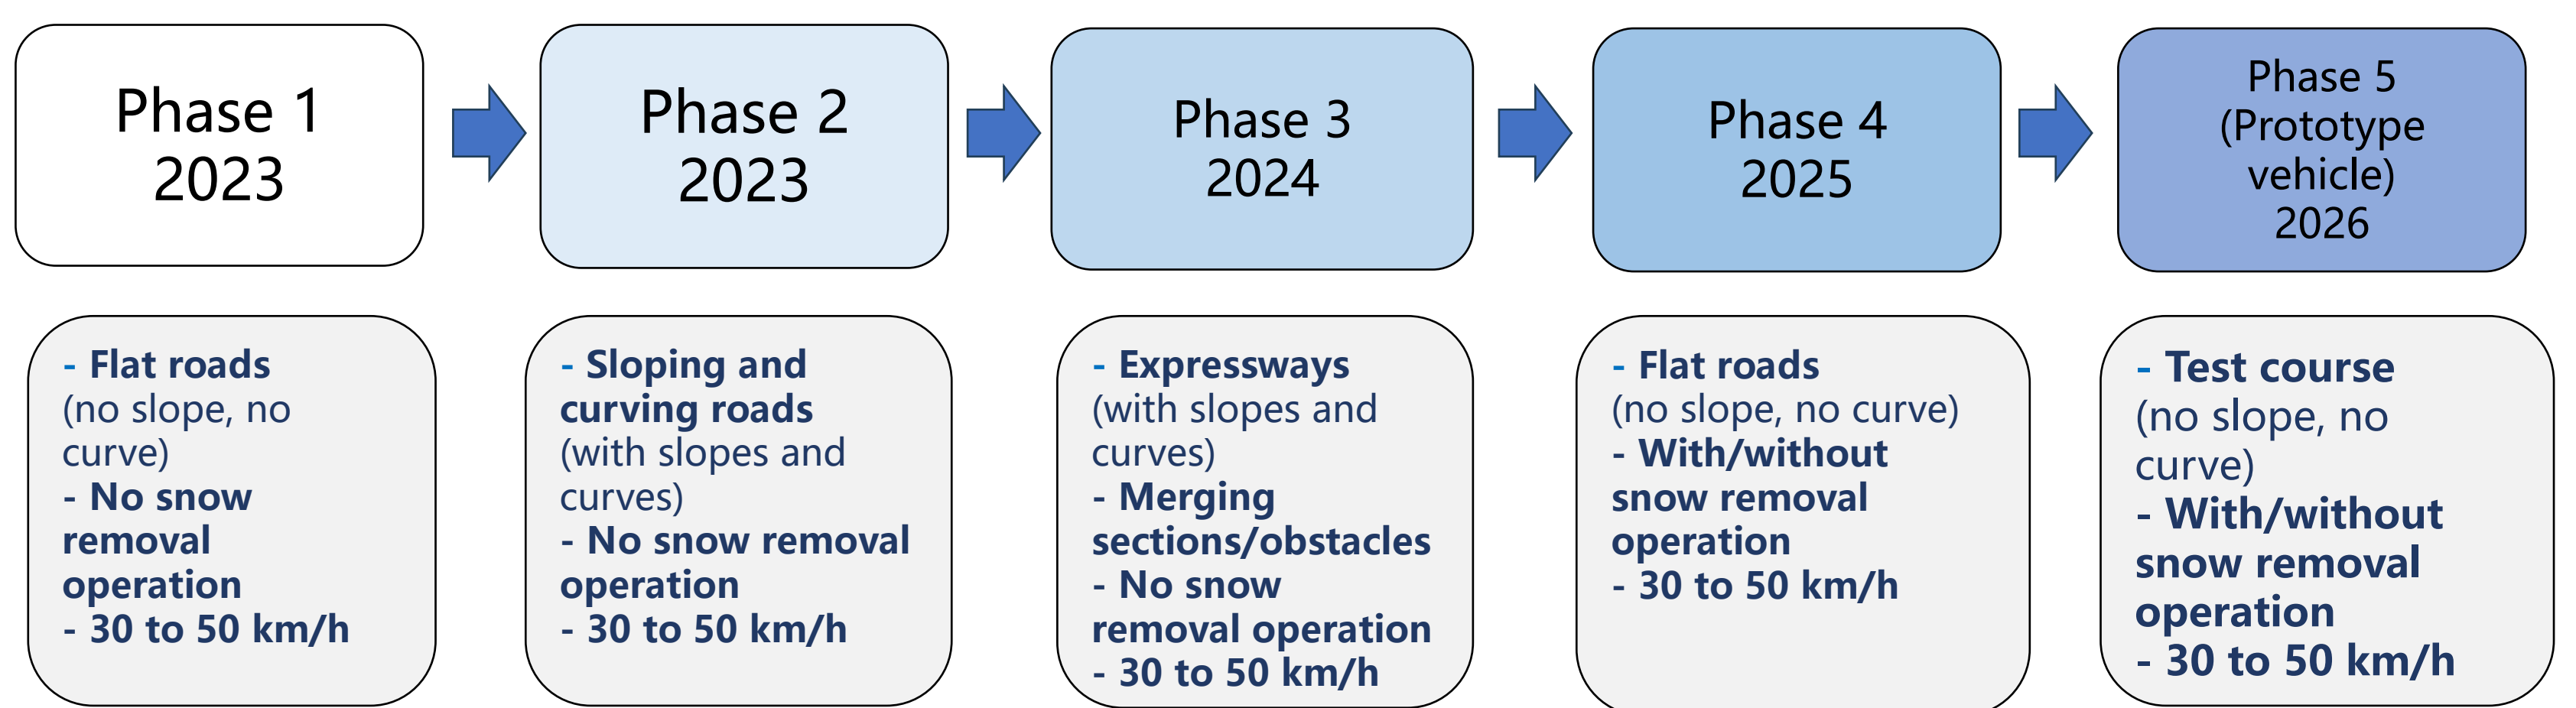 Phase 1
2023
Phase 2
2023
Phase 3
2024
Phase 4
2025
Phase 5
(Prototype
vehicle)
2026
- Flat roads
(no slope, no
curve)
- No snow
removal
operation
- 30 to 50 km/h
- Sloping and
curving roads
(with slopes and
curves)
- No snow removal
operation
- 30 to 50 km/h
- Expressways
(with slopes and
curves)
- Merging
sections/obstacles
- No snow
removal operation
- 30 to 50 km/h
- Flat roads
(no slope, no curve)
- With/without
snow removal
operation
- 30 to 50 km/h
- Test course
(no slope, no
curve)
- With/without
snow removal
operation
- 30 to 50 km/h